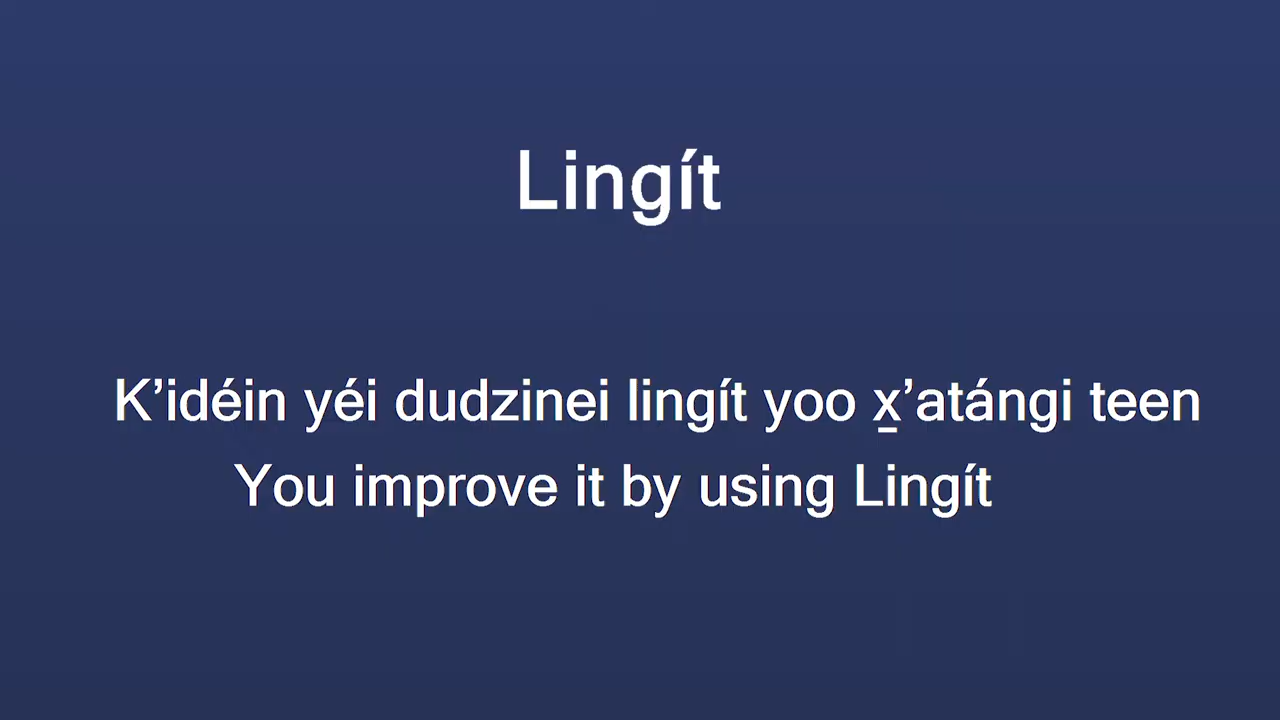 Lingít
K’idéin yéi dudzinei lingít yoo x̱’atángi teen
You improve it by using Lingít